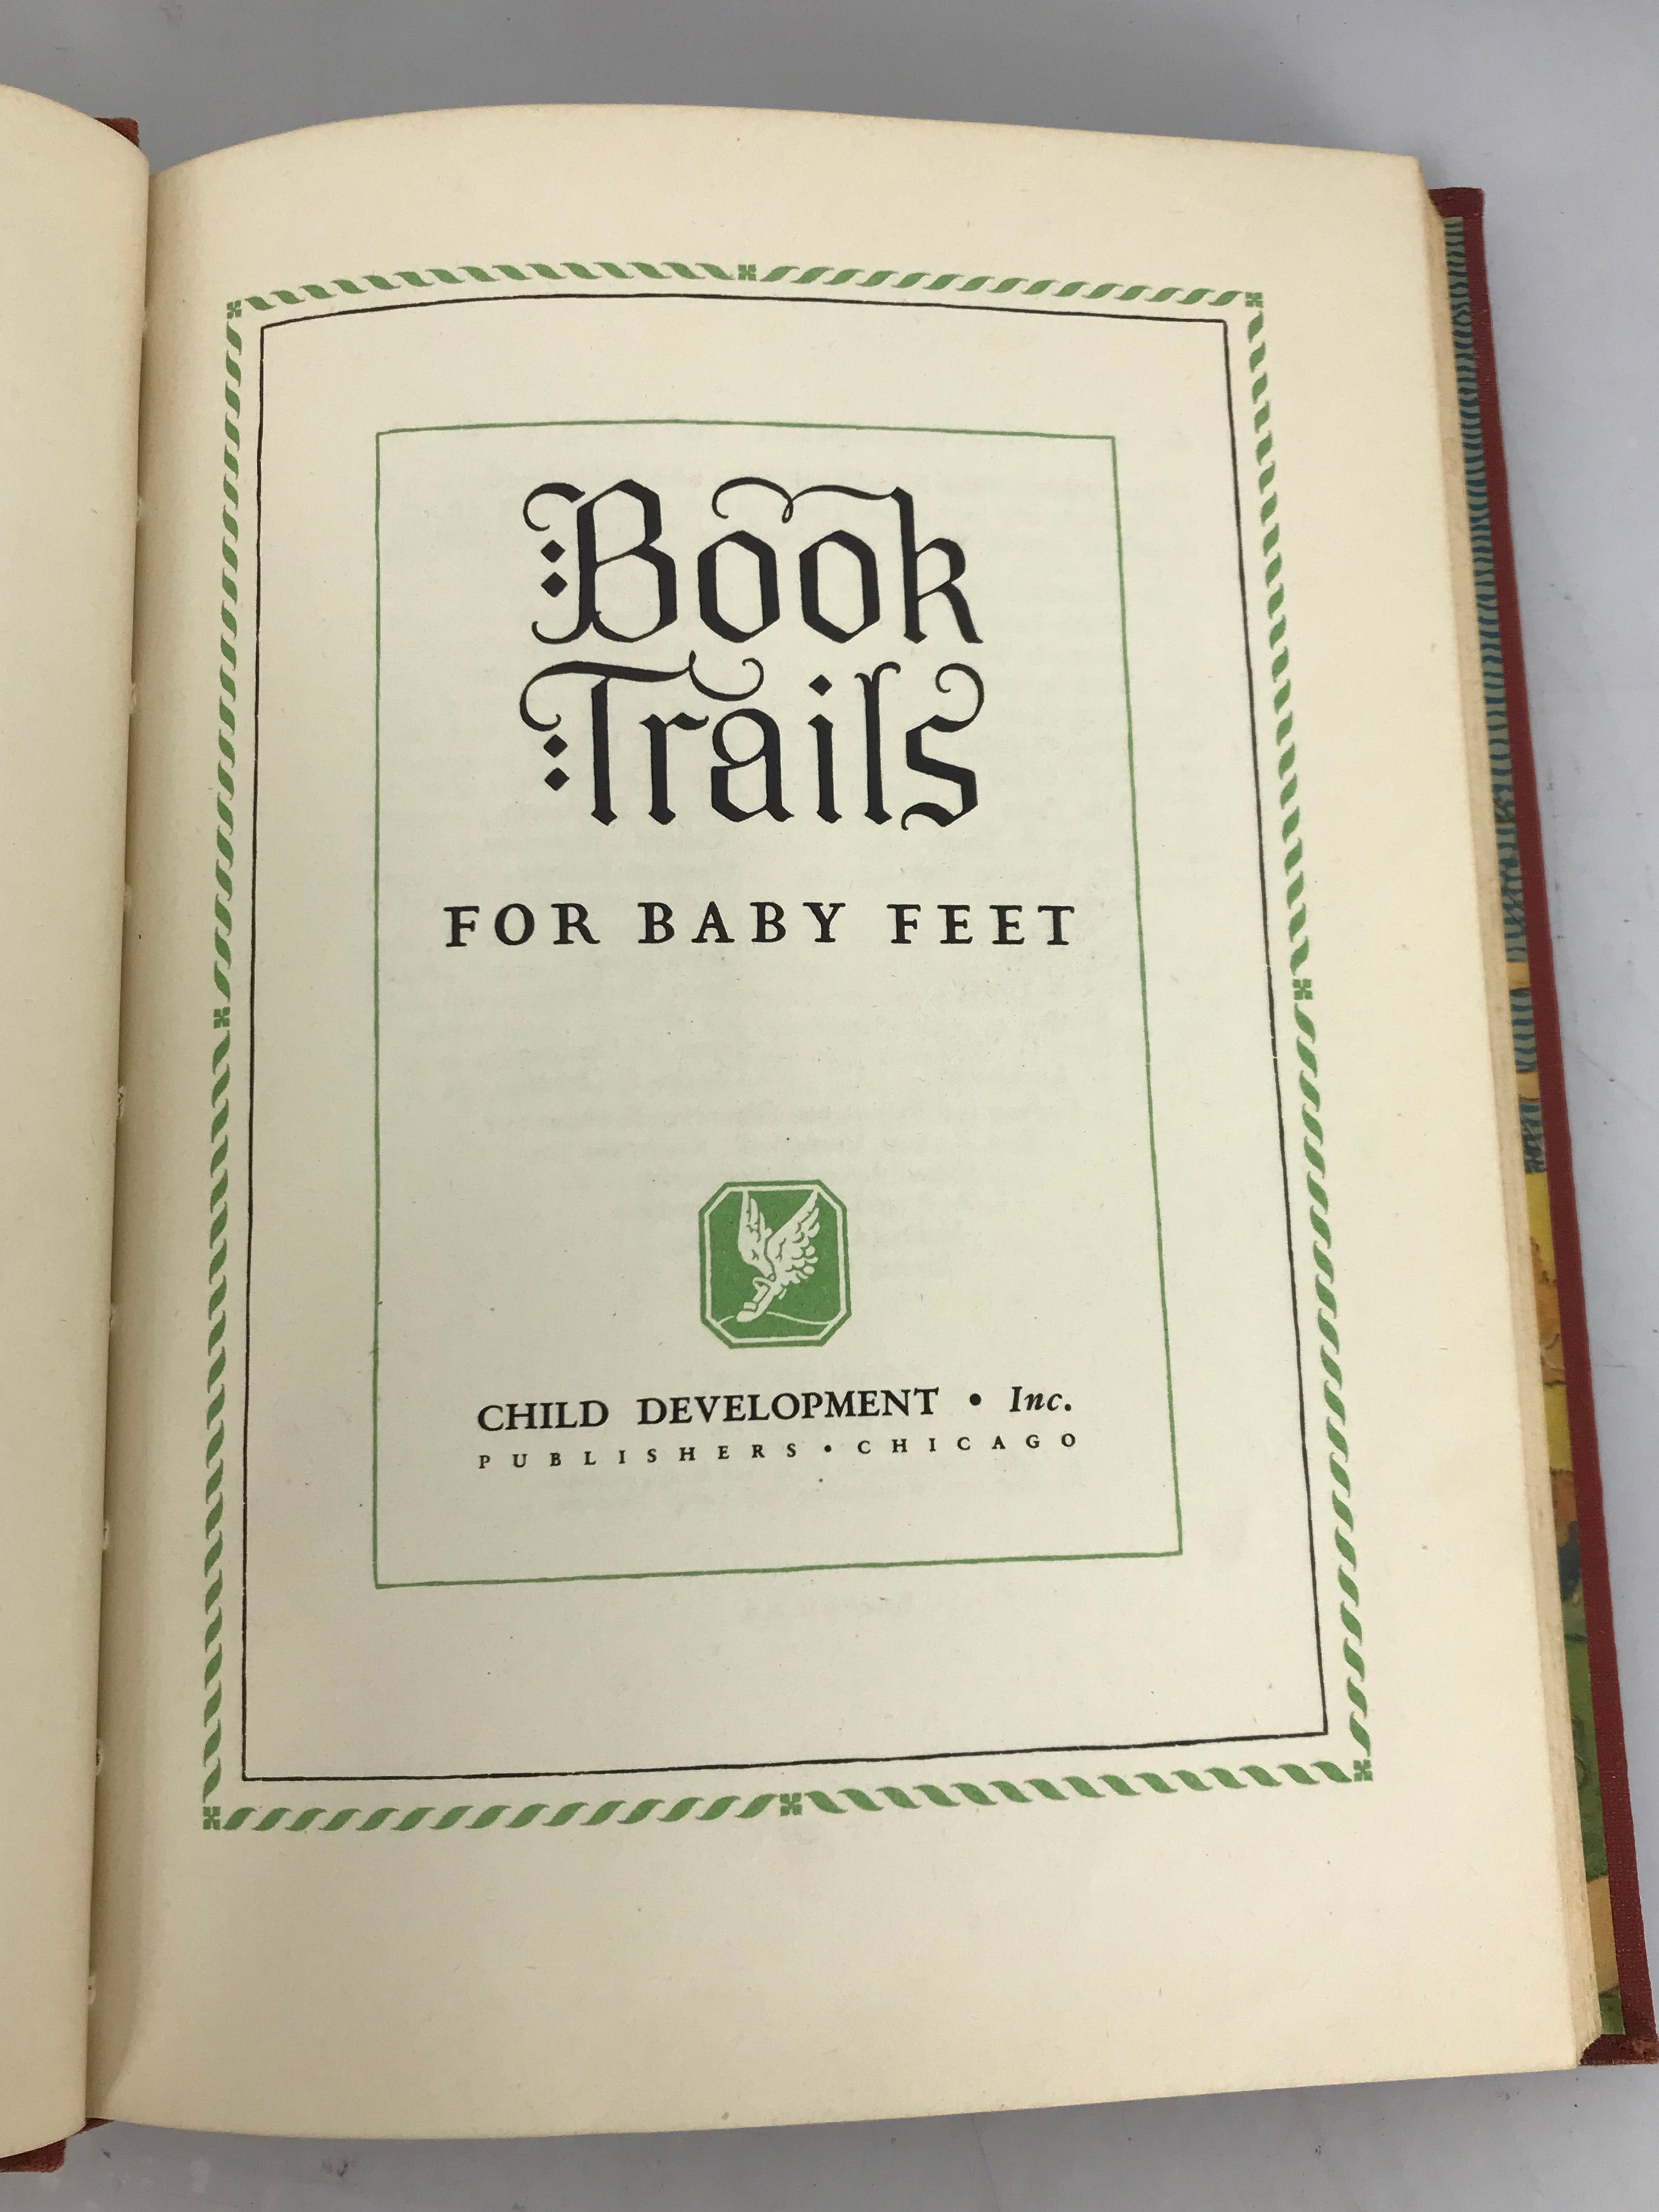 Book
Trails
FOR BABY FEET
CHILD DEVELOPMENT • Inc.
PUBLISHERS • CHICAGO